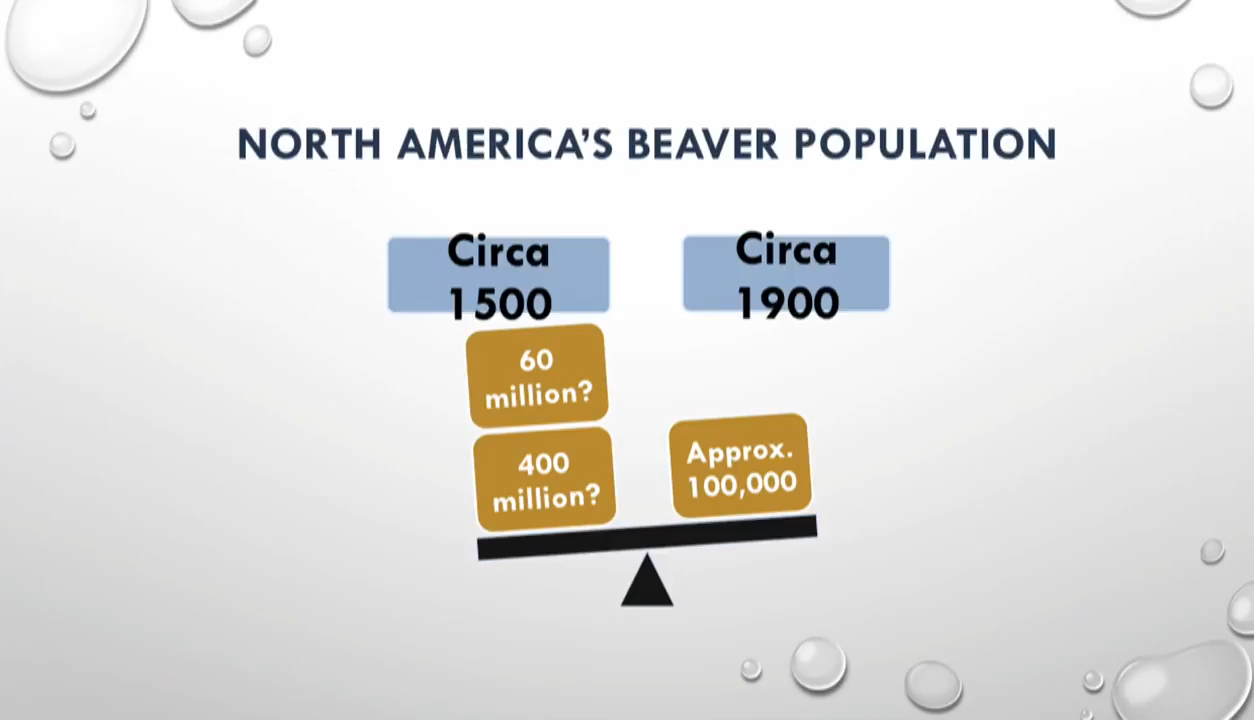 NORTH AMERICA’S BEAVER POPULATION
Circa
1500
Circa
1900
60
million?
400
million?
Approx.
100,000